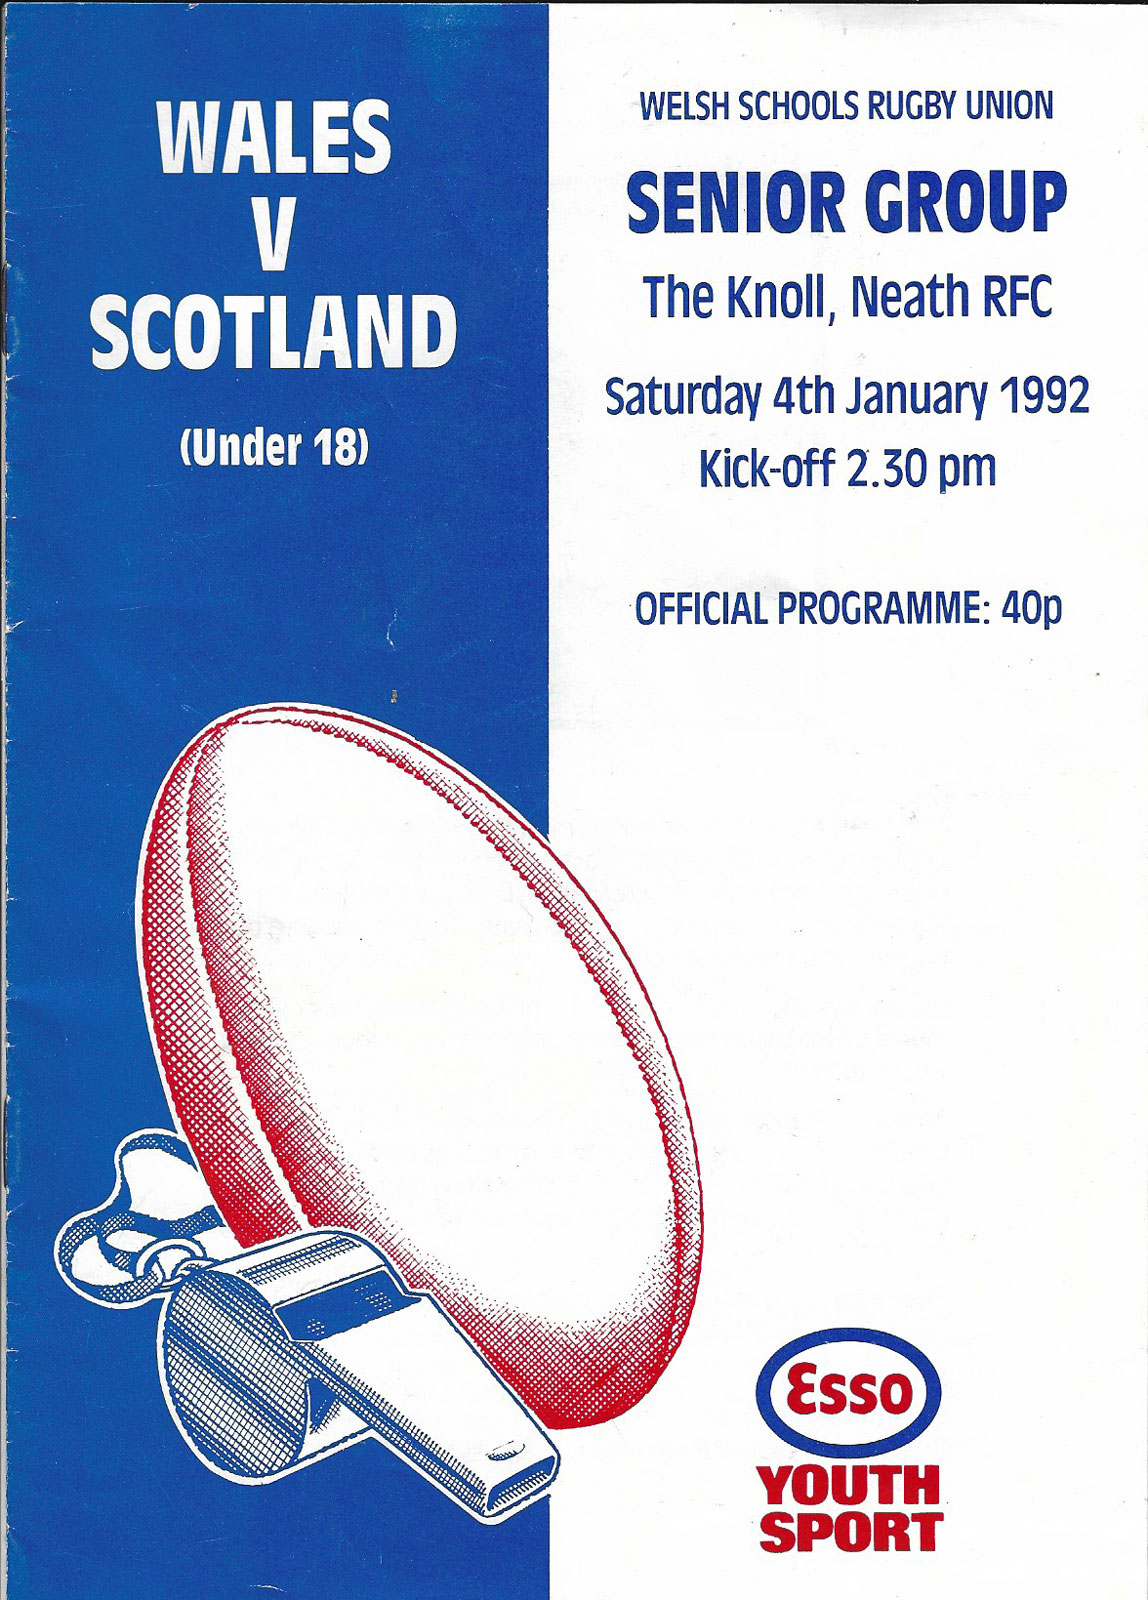 WALES
V
SCOTLAND
(Under 18)
WELSH SCHOOLS RUGBY UNION
SENIOR GROUP
The Knoll, Neath RFC
Saturday 4th January 1992
Kick-off 2.30 pm
OFFICIAL PROGRAMME: 40p
Esso
YOUTH
SPORT